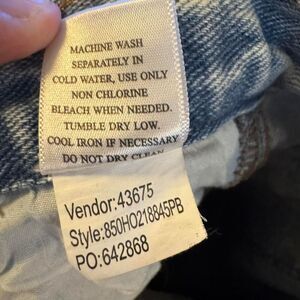 MACHINE WASH
SEPARATELY IN
COLD WATER, USE ONLY
NON CHLORINE
BLEACH WHEN NEEDED.
TUMBLE DRY LOW.
COOL IRON IF NECESSARY
DO NOT DRY CLEAN
Vendor:43675
Style:850HO218845PB
PO:642868